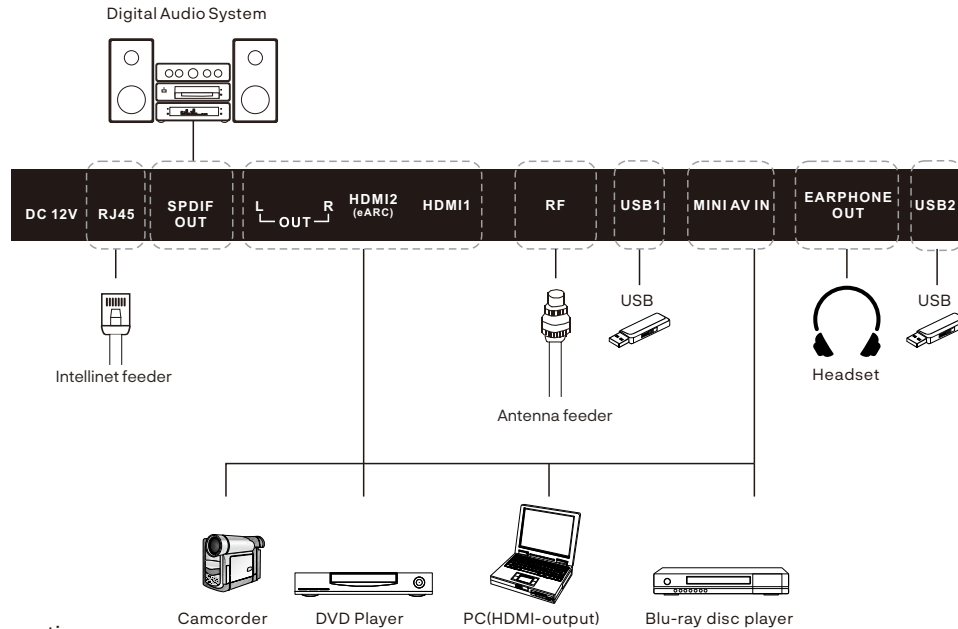 Digital Audio System
DC 12V
RJ45
SPDIF
OUT
L
R
OUT
HDMI2
(eARC)
HDMI1
RF
USB1
MINI AV IN
EARPHONE
OUT
USB2
USB
USB
Intellinet feeder
Headset
Antenna feeder
Camcorder
DVD Player
PC(HDMI-output)
Blu-ray disc player